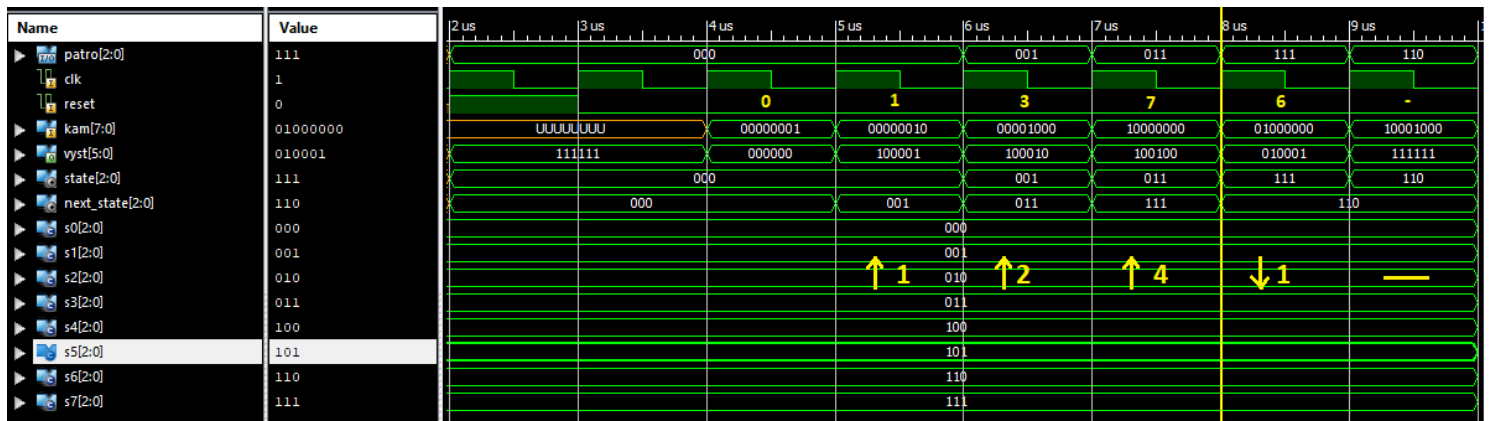 Name Value 2 us 3 us 4 us 5 us 6 us 7 us 8 us 9 us
patro[2:0] 111 000 001 011 111 110
clk 1
reset 0 0 1 3 7 6 -
kam[7:0] 01000000 UUUUUUUU 00000001 00000010 00001000 10000000 01000000 10001000
vyst[5:0] 010001 111111 000000 100001 100010 100100 010001 111111
state[2:0] 111 000 001 011 111 110
next_state[2:0] 110 000 001 011 111 110
s0[2:0] 000 000
s1[2:0] 001 001
s2[2:0] 010 010 ↑ 1 ↑ 2 ↑ 4 ↓ 1 —
s3[2:0] 011 011
s4[2:0] 100 100
s5[2:0] 101 101
s6[2:0] 110 110
s7[2:0] 111 111